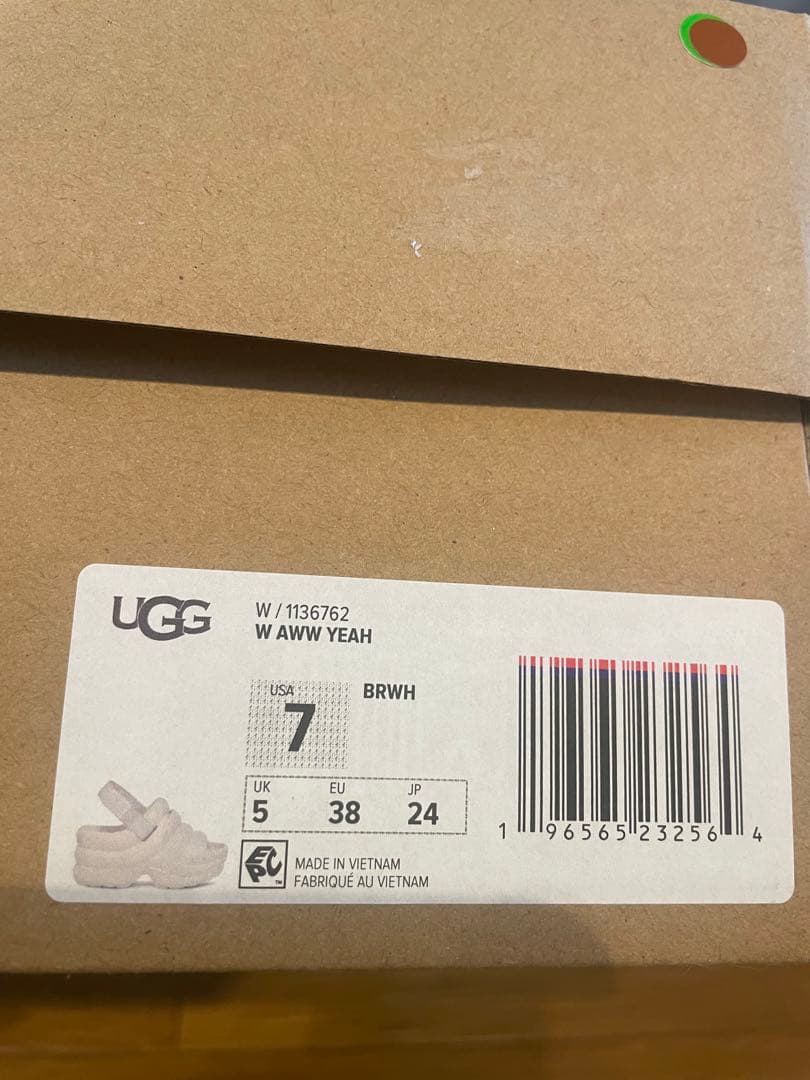 UGG
W / 1136762
W AWW YEAH
USA
7
BRWH
UK EU JP
5 38 24
EPC™
MADE IN VIETNAM
FABRIQUÉ AU VIETNAM
1 96565 23256 4